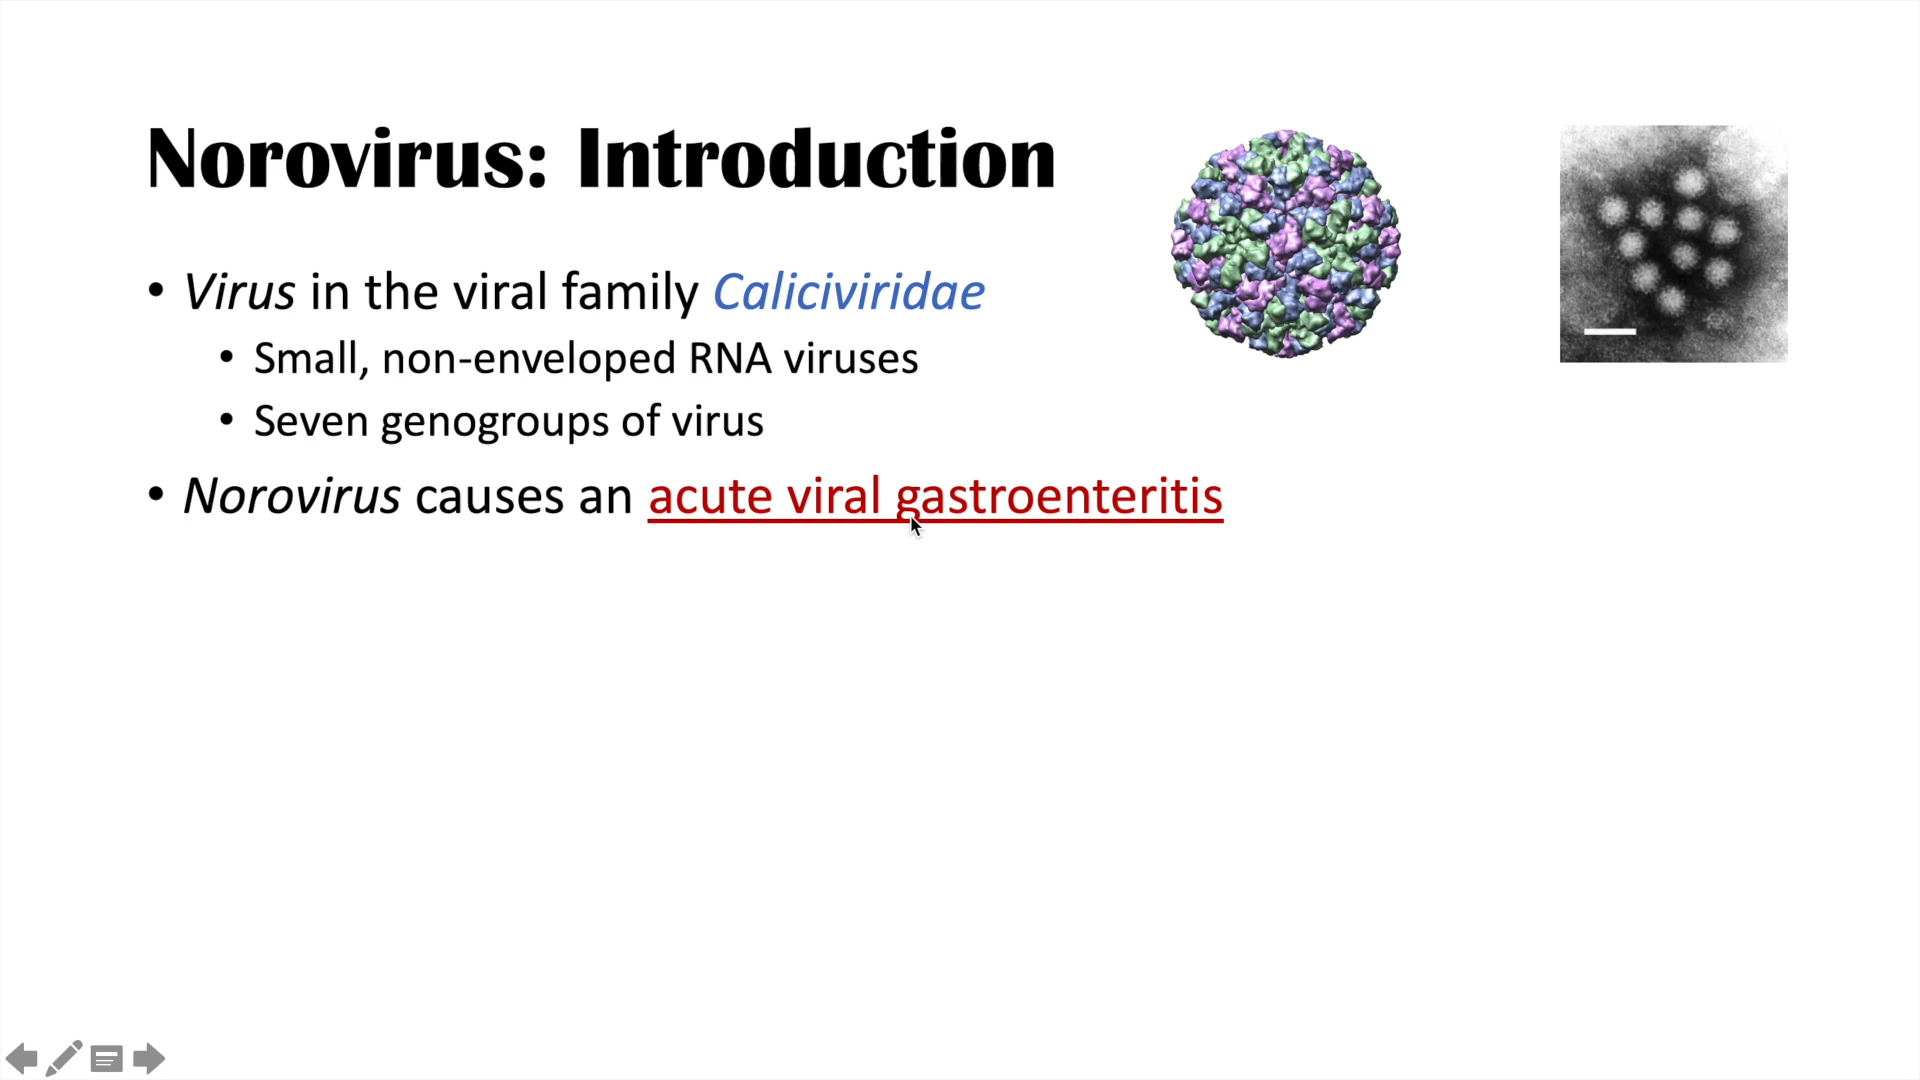 Norovirus: Introduction
• Virus in the viral family Caliciviridae
• Small, non-enveloped RNA viruses
• Seven genogroups of virus
• Norovirus causes an acute viral gastroenteritis